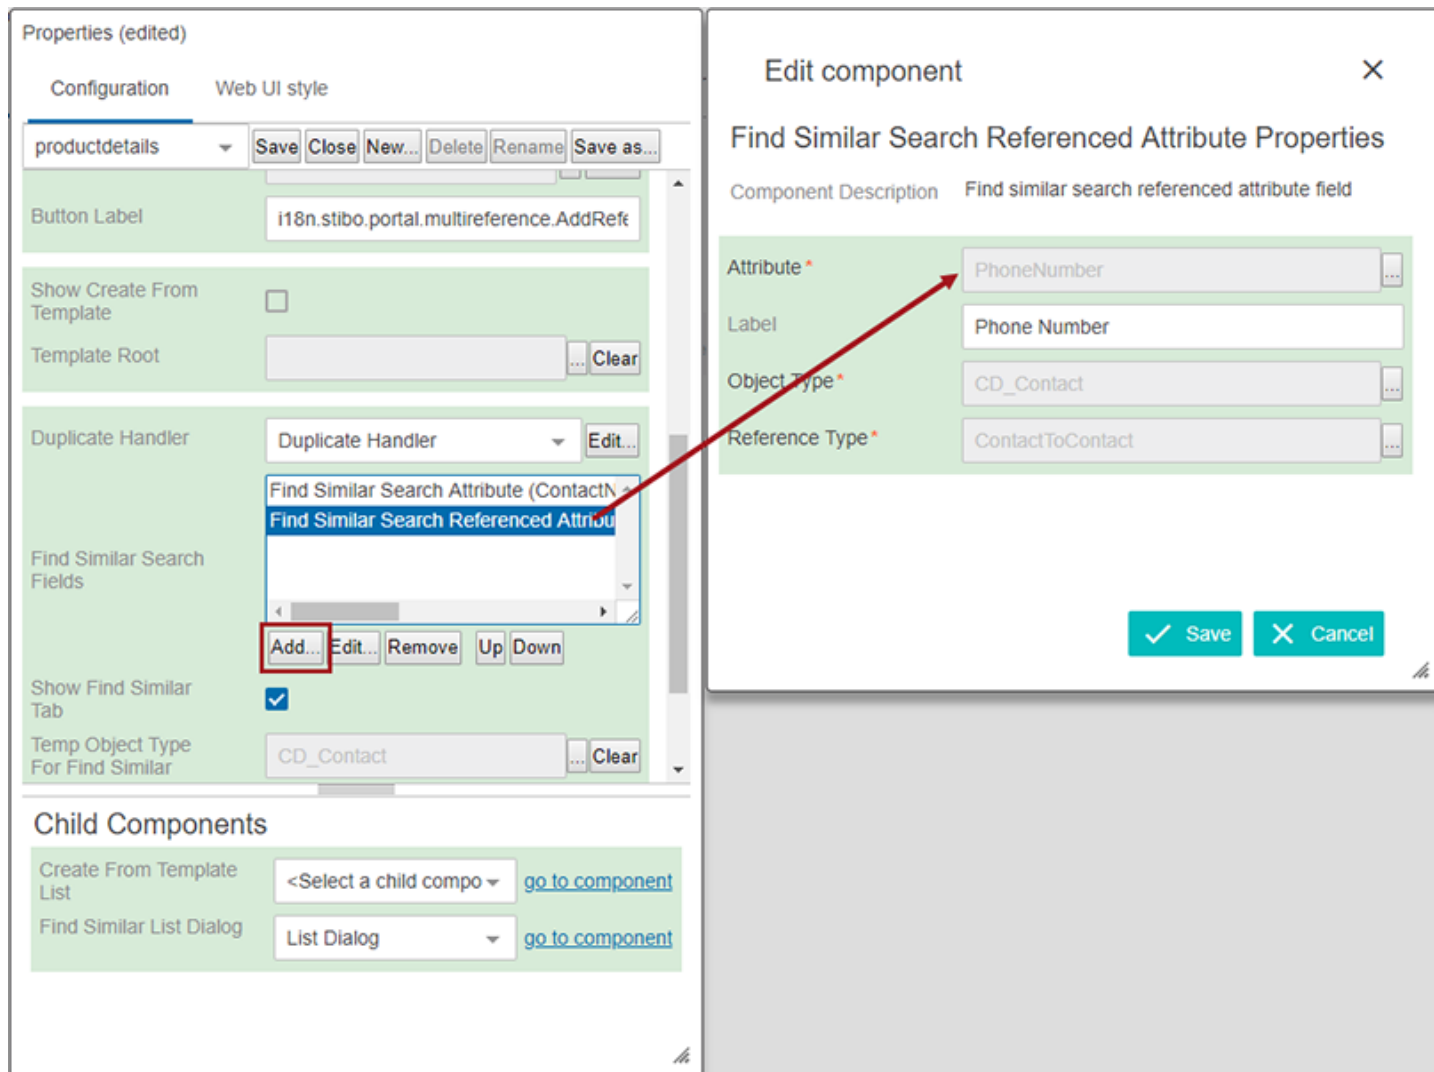 Properties (edited)
Configuration
Web UI style
productdetails
Save
Close
New...
Delete
Rename
Save as...
Button Label
i18n.stibo.portal.multireference.AddRefe
Show Create From
Template
Template Root
...
Clear
Duplicate Handler
Duplicate Handler
Edit...
Find Similar Search
Fields
Find Similar Search Attribute (ContactN
Find Similar Search Referenced Attribu
Add...
Edit...
Remove
Up
Down
Show Find Similar
Tab
Temp Object Type
For Find Similar
CD_Contact
...
Clear
Child Components
Create From Template
List
<Select a child compo
go to component
Find Similar List Dialog
List Dialog
go to component
Edit component
Find Similar Search Referenced Attribute Properties
Component Description
Find similar search referenced attribute field
Attribute*
PhoneNumber
...
Label
Phone Number
Object Type*
CD_Contact
...
Reference Type*
ContactToContact
...
Save
Cancel